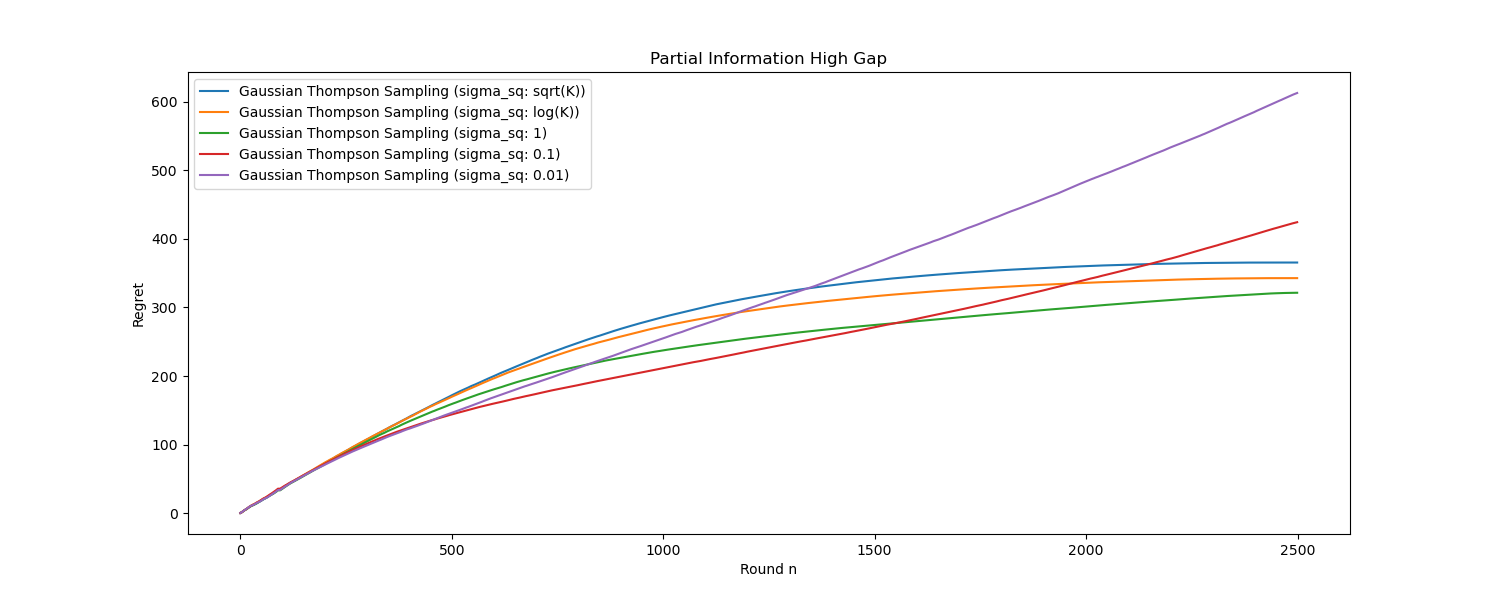 Partial Information High Gap
Gaussian Thompson Sampling (sigma_sq: sqrt(K))
Gaussian Thompson Sampling (sigma_sq: log(K))
Gaussian Thompson Sampling (sigma_sq: 1)
Gaussian Thompson Sampling (sigma_sq: 0.1)
Gaussian Thompson Sampling (sigma_sq: 0.01)
600
500
400
300
200
100
0
Regret
0 500 1000 1500 2000 2500
Round n